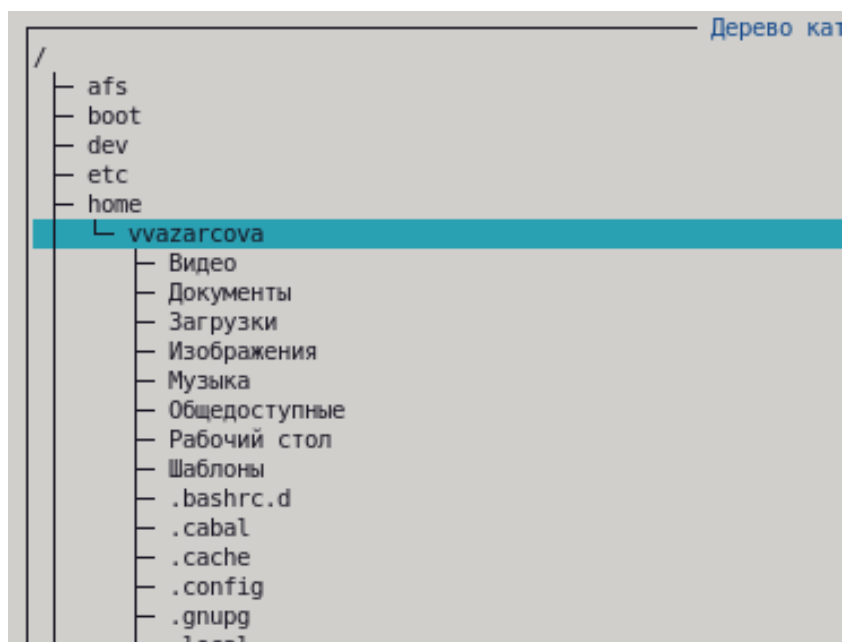 Дерево кат
/
afs
boot
dev
etc
home
vvazarcova
Видео
Документы
Загрузки
Изображения
Музыка
Общедоступные
Рабочий стол
Шаблоны
.bashrc.d
.cabal
.cache
.config
.gnupg
.local